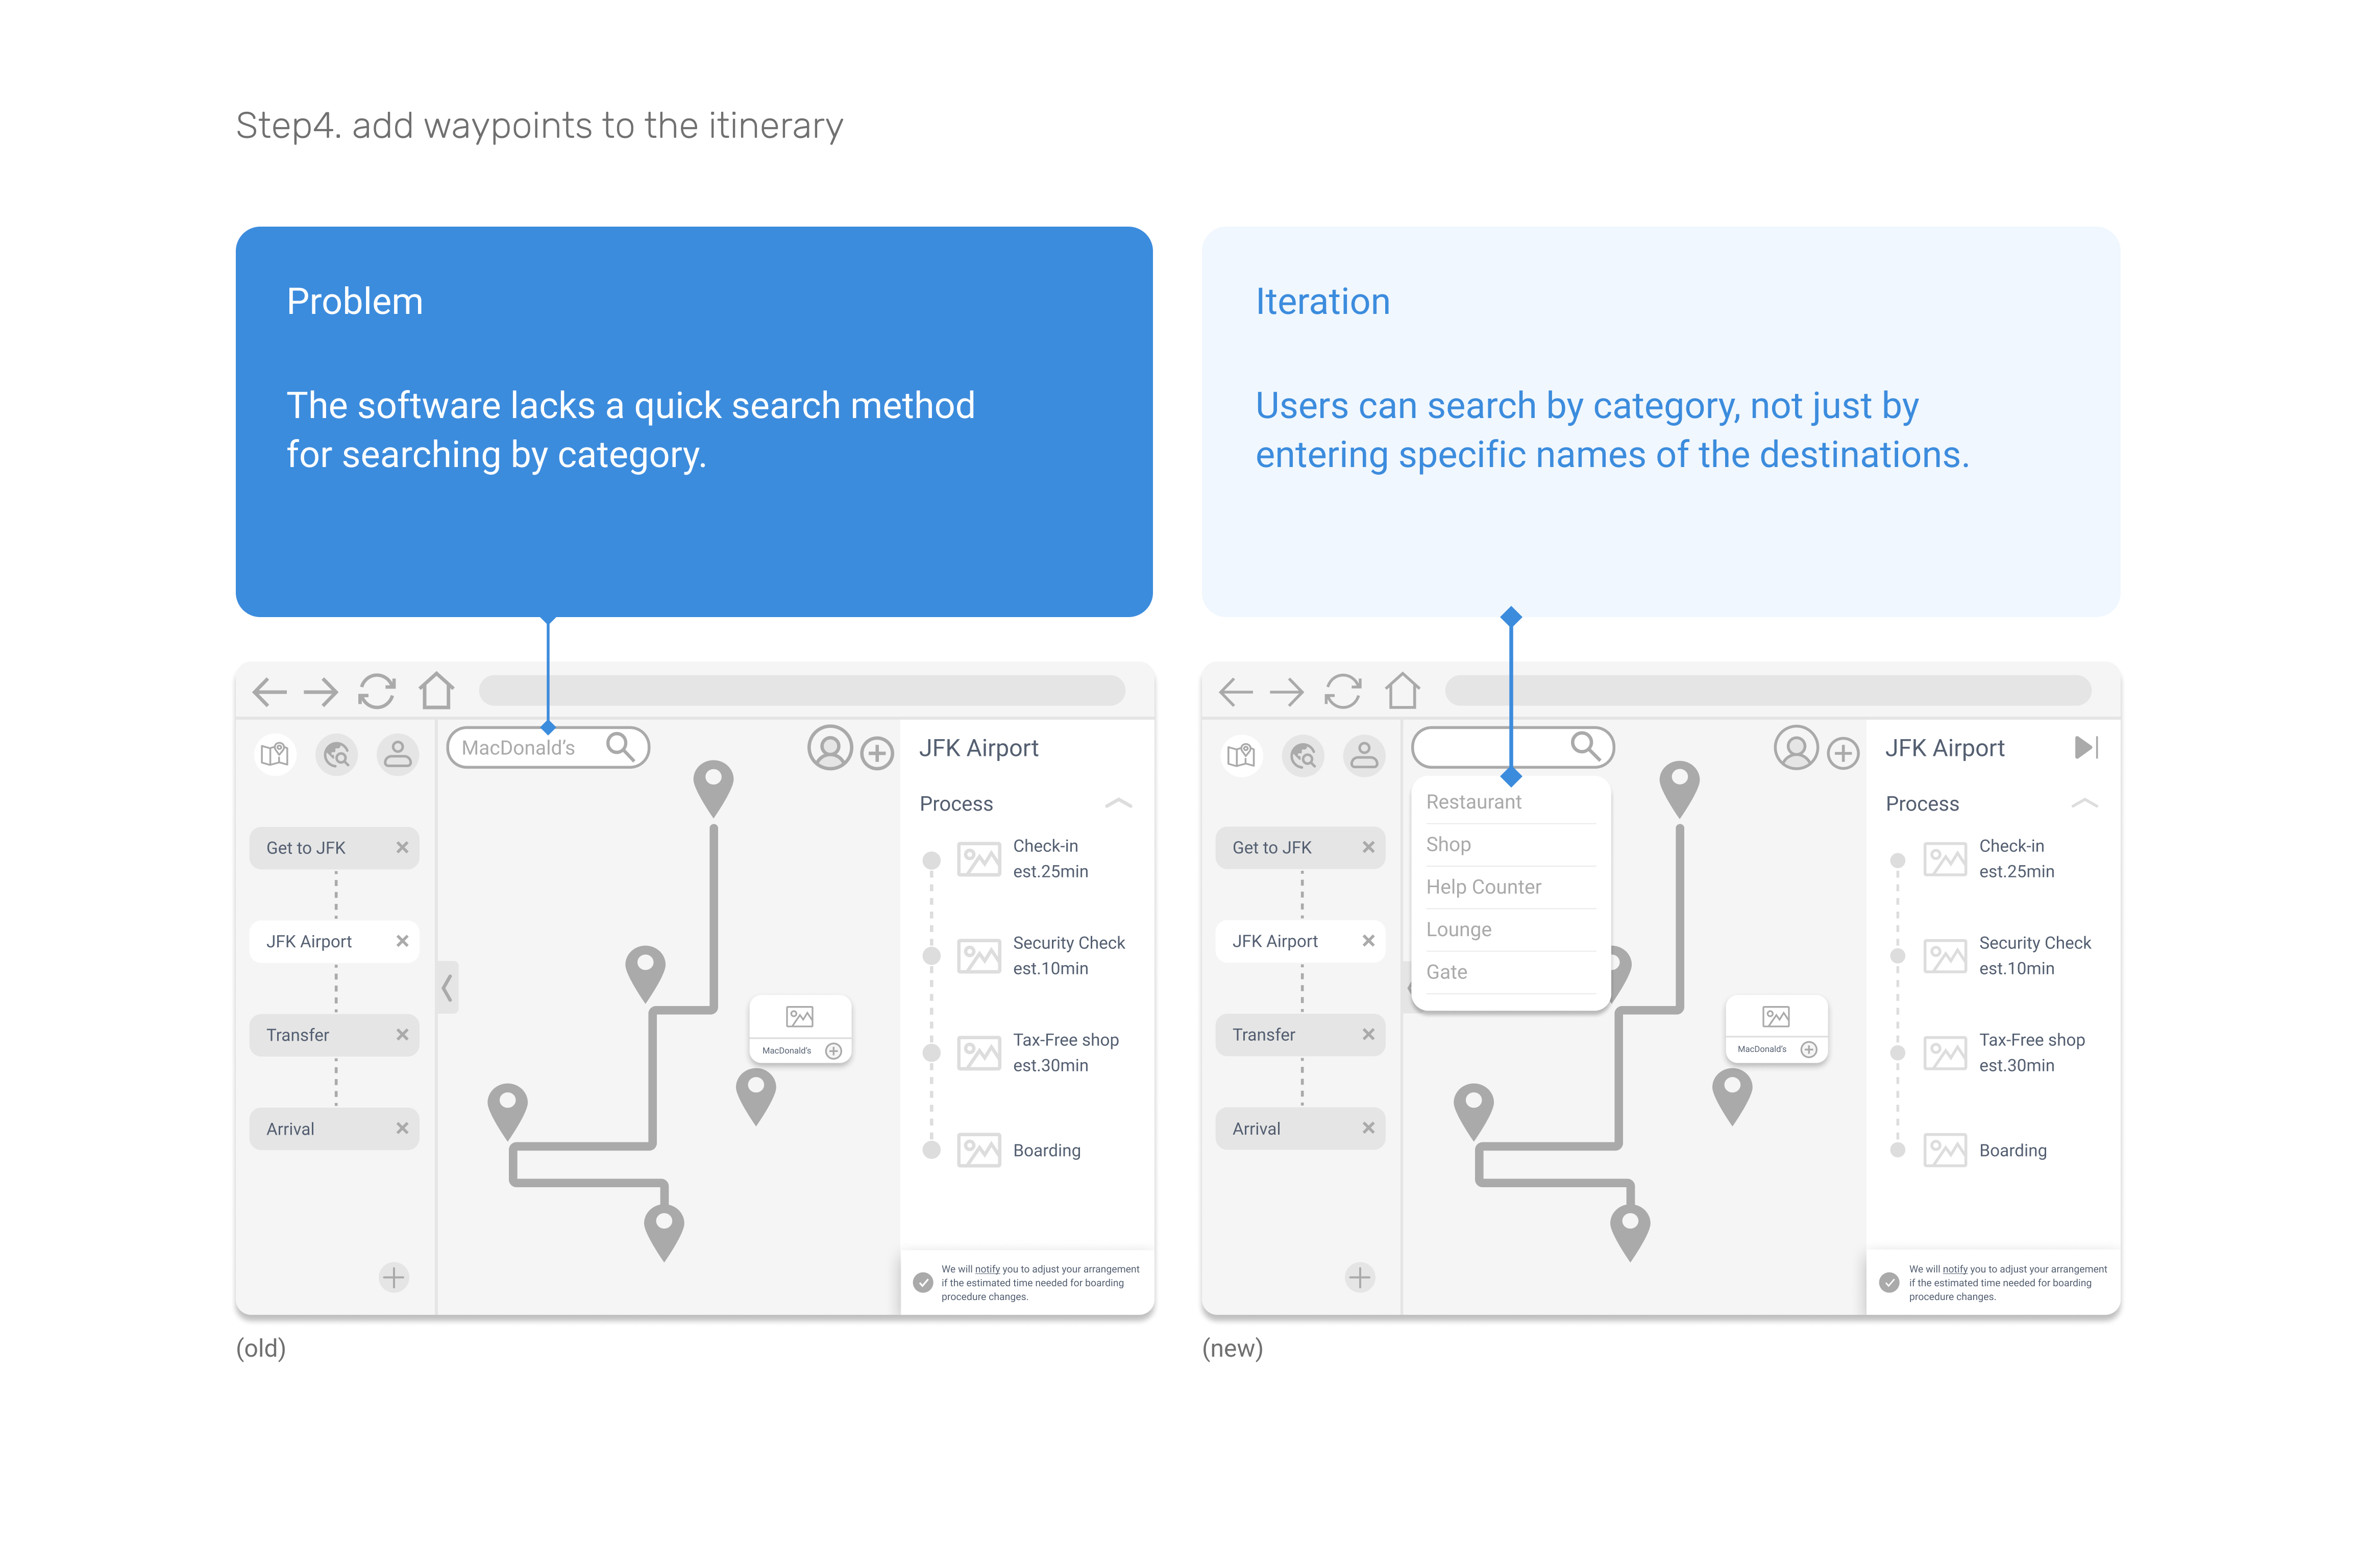 Step4. add waypoints to the itinerary
Problem
The software lacks a quick search method
for searching by category.
Iteration
Users can search by category, not just by
entering specific names of the destinations.
MacDonald's
JFK Airport
Process
Get to JFK
JFK Airport
Transfer
Arrival
Check-in
est.25min
Security Check
est.10min
Tax-Free shop
est.30min
Boarding
MacDonald's
We will notify you to adjust your arrangement
if the estimated time needed for boarding
procedure changes.
(old)
JFK Airport
Process
Get to JFK
JFK Airport
Transfer
Arrival
Restaurant
Shop
Help Counter
Lounge
Gate
MacDonald's
Check-in
est.25min
Security Check
est.10min
Tax-Free shop
est.30min
Boarding
We will notify you to adjust your arrangement
if the estimated time needed for boarding
procedure changes.
(new)